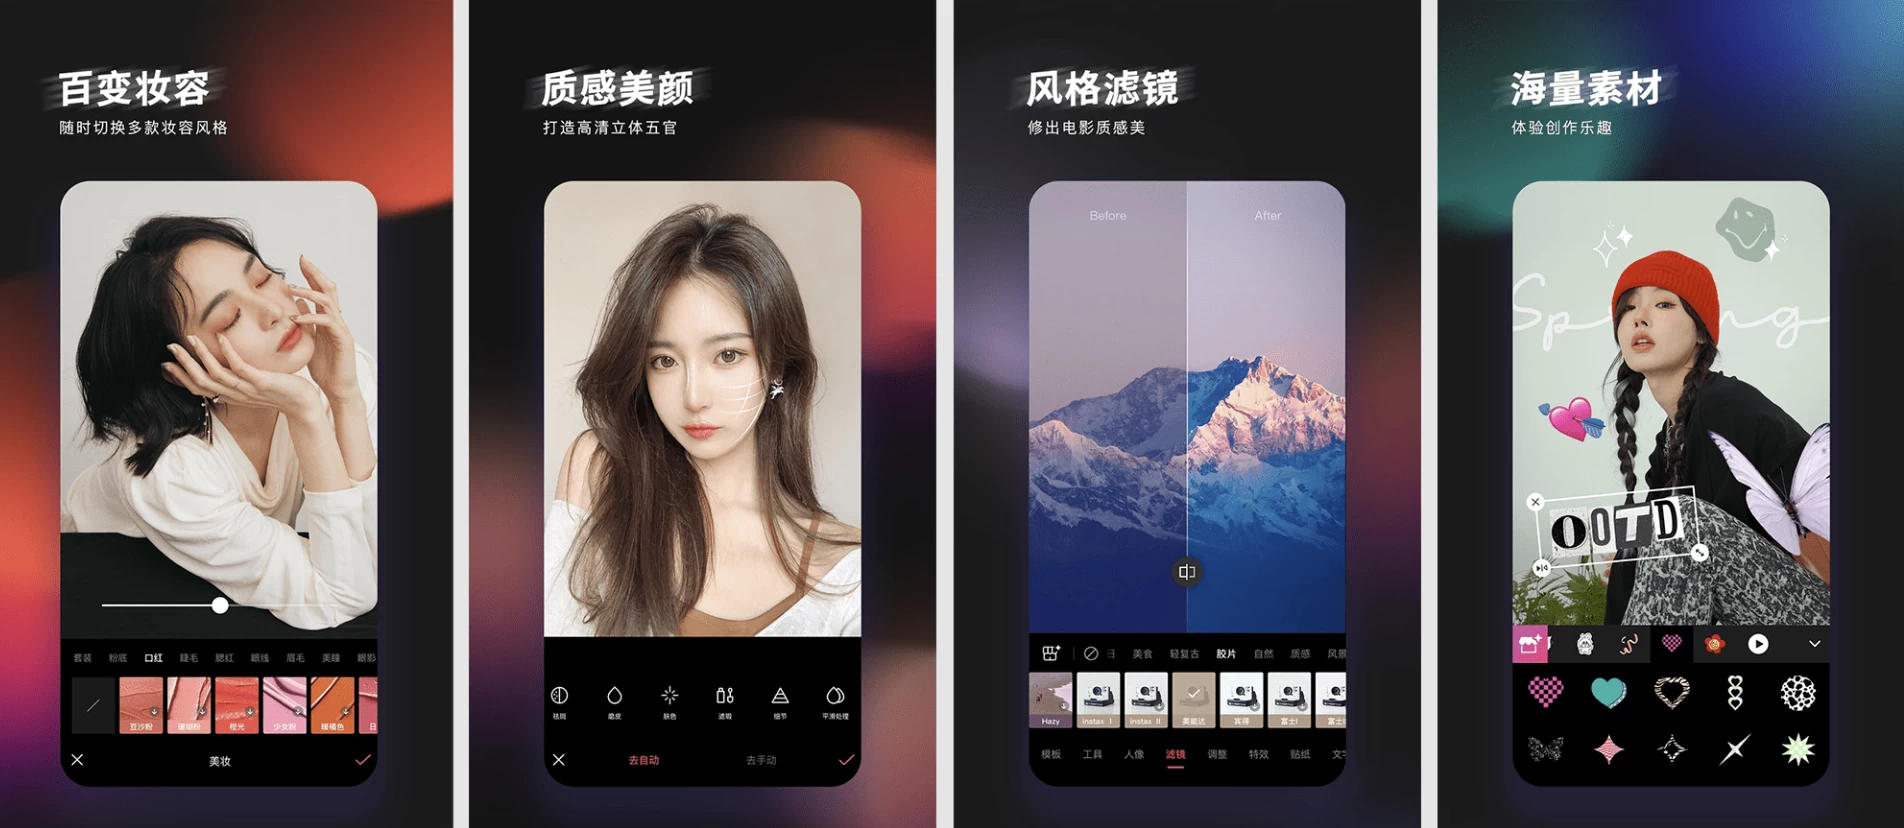 百变妆容
随时切换多款妆容风格
套装 粉底 口红 睫毛 腮红 眼线 眉毛 美瞳 眼影
豆沙粉 珊瑚粉 橙光 少女粉 暖橘色 日
美妆
质感美颜
打造高清立体五官
祛斑 磨皮 肤色 遮瑕 细节 平滑处理
去自动 去手动
风格滤镜
修出电影质感美
Before After
日 美食 轻复古 胶片 自然 质感 风景
Hazy instax I instax II 美能达 宾得 富士I 富士
模板 工具 人像 滤镜 调整 特效 贴纸 文字
海量素材
体验创作乐趣
Spring
OOTD